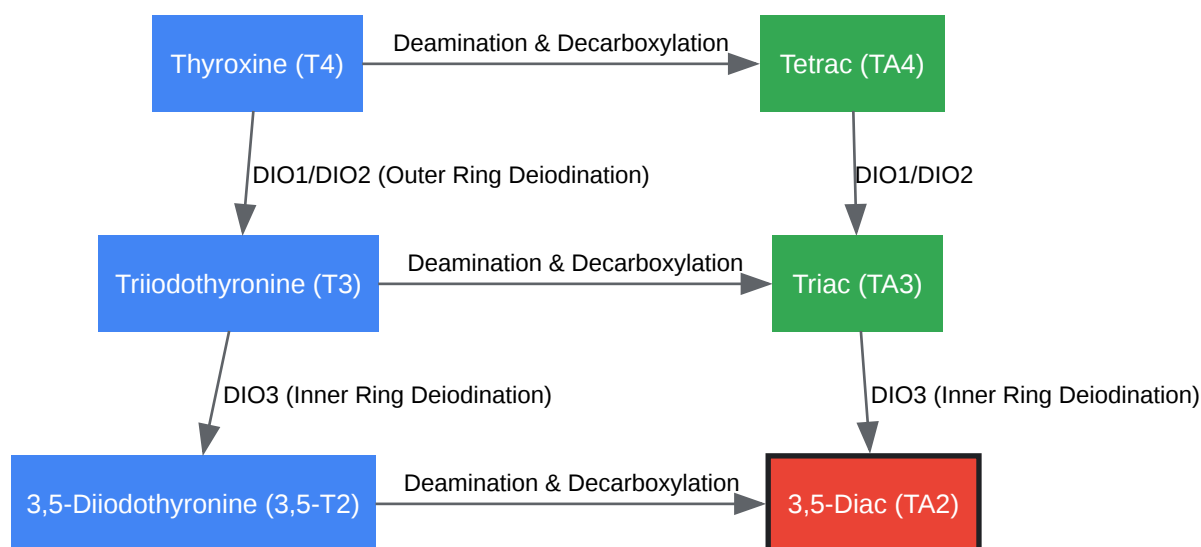 Thyroxine (T4)
Deamination & Decarboxylation
Tetrac (TA4)
DIO1/DIO2 (Outer Ring Deiodination)
DIO1/DIO2
Triiodothyronine (T3)
Deamination & Decarboxylation
Triac (TA3)
DIO3 (Inner Ring Deiodination)
DIO3 (Inner Ring Deiodination)
3,5-Diiodothyronine (3,5-T2)
Deamination & Decarboxylation
3,5-Diac (TA2)